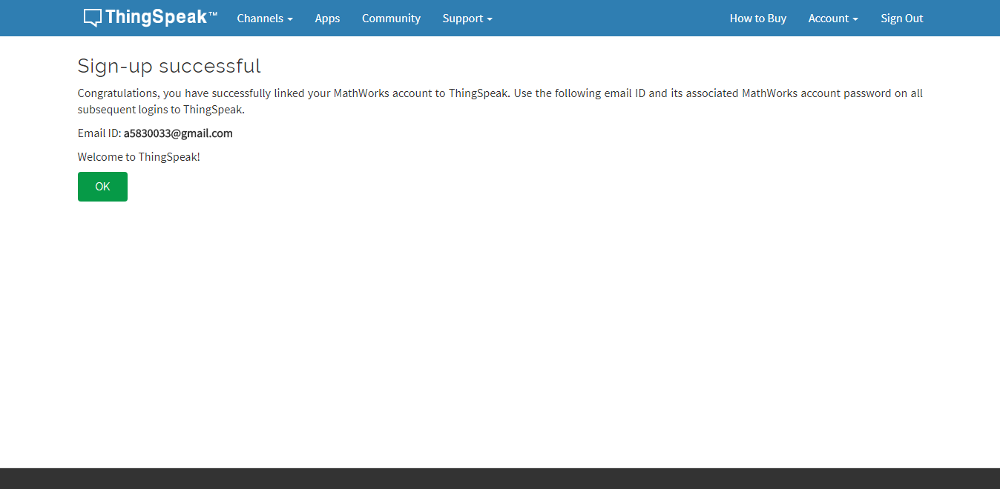 ThingSpeak™ Channels Apps Community Support How to Buy Account Sign Out
Sign-up successful
Congratulations, you have successfully linked your MathWorks account to ThingSpeak. Use the following email ID and its associated MathWorks account password on all
subsequent logins to ThingSpeak.
Email ID: a5830033@gmail.com
Welcome to ThingSpeak!
OK